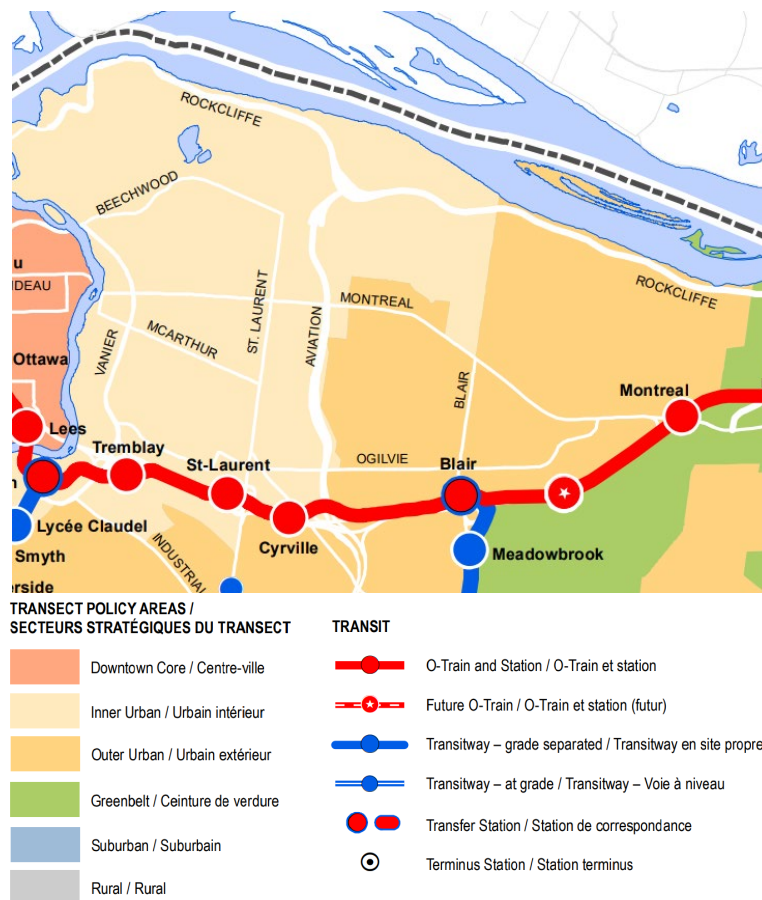 ROCKCLIFFE
BEECHWOOD
u
DEAU
ST. LAURENT
AVIATION
MONTREAL
ROCKCLIFFE
MCARTHUR
VANIER
Ottawa
BLAIR
Montreal
Lees
Tremblay
St-Laurent
OGILVIE
Blair
n
Lycée Claudel
Cyrville
Meadowbrook
Smyth
INDUSTRIAL
erside
TRANSECT POLICY AREAS /
SECTEURS STRATÉGIQUES DU TRANSECT
Downtown Core / Centre-ville
Inner Urban / Urbain intérieur
Outer Urban / Urbain extérieur
Greenbelt / Ceinture de verdure
Suburban / Suburbain
Rural / Rural
TRANSIT
O-Train and Station / O-Train et station
Future O-Train / O-Train et station (futur)
Transitway – grade separated / Transitway en site propre
Transitway – at grade / Transitway – Voie à niveau
Transfer Station / Station de correspondance
Terminus Station / Station terminus